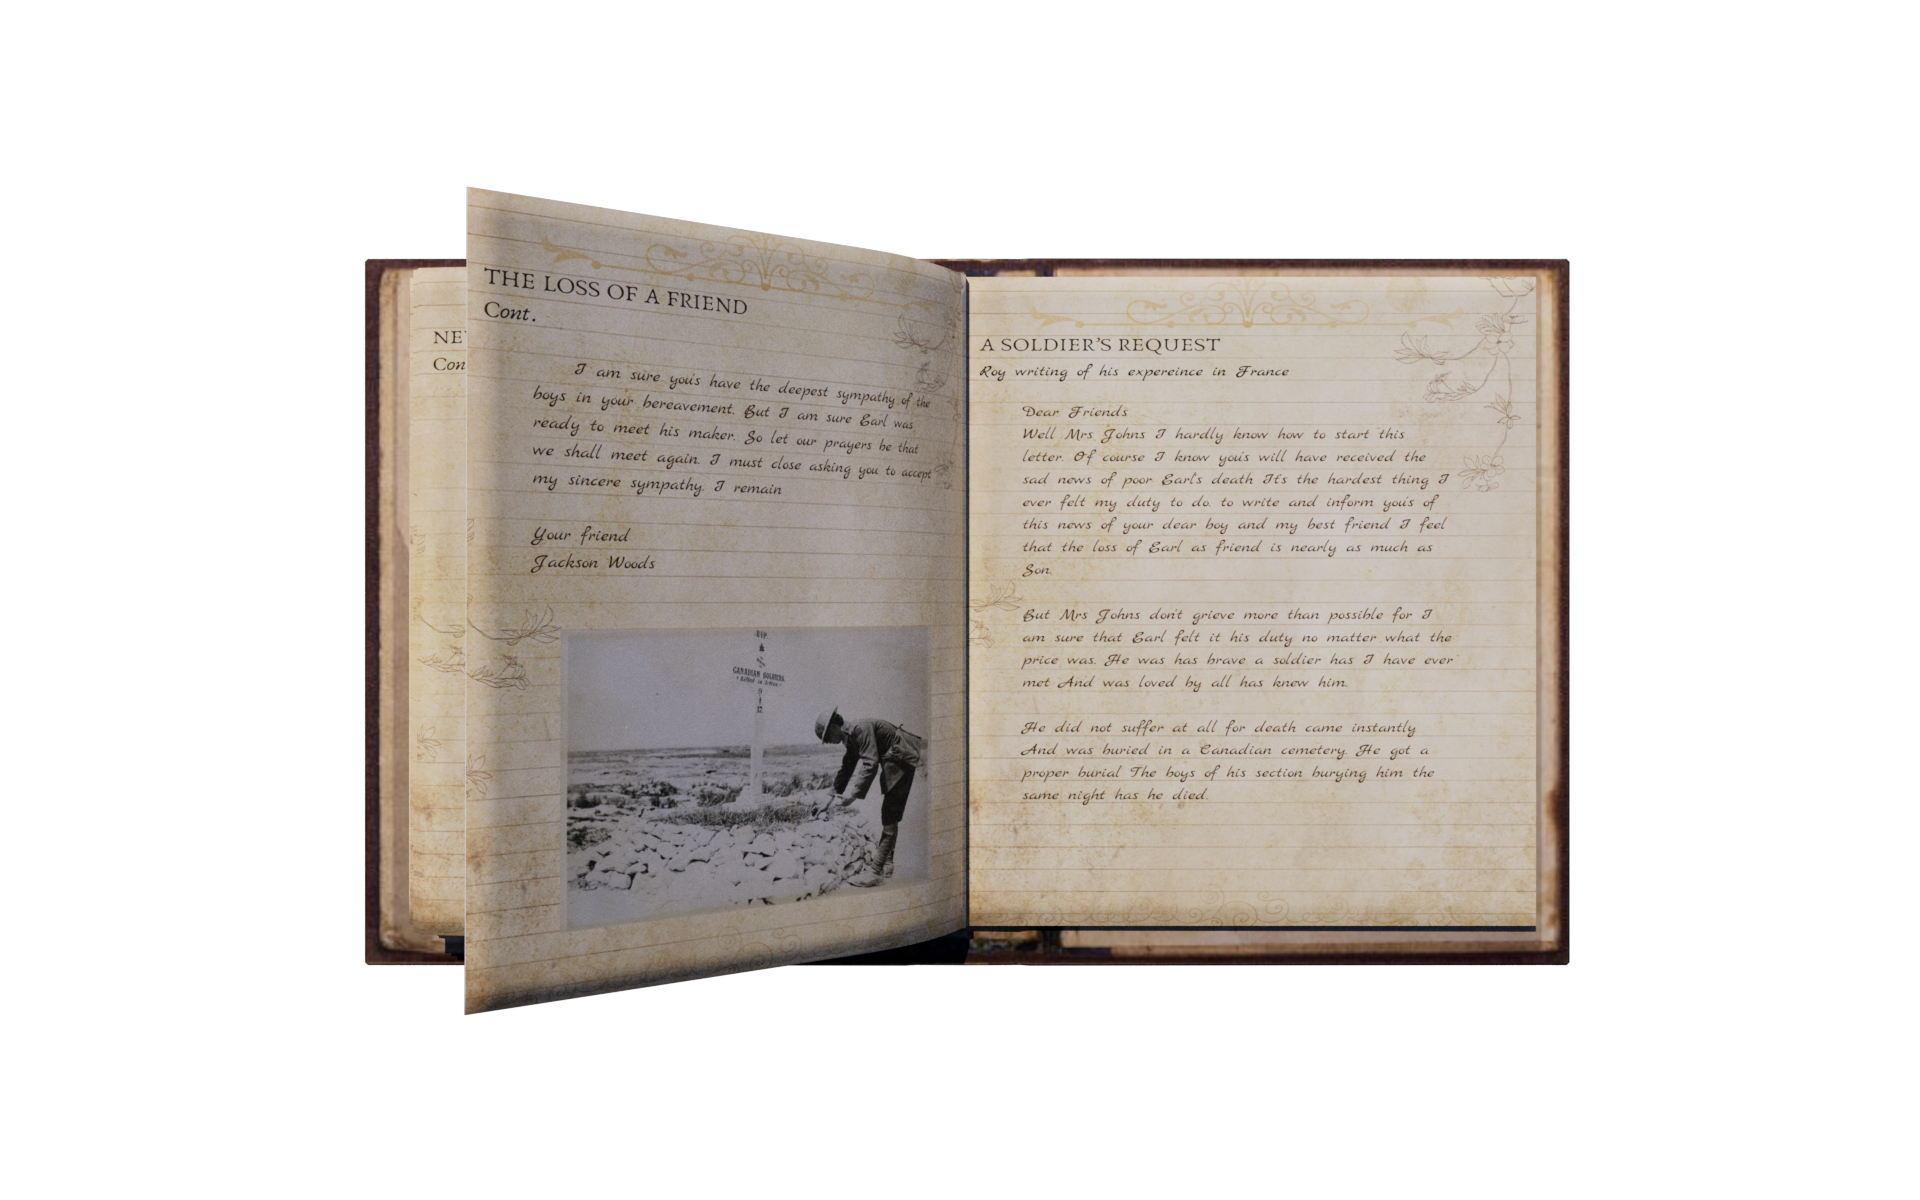 NE
Con
THE LOSS OF A FRIEND
Cont.
I am sure you's have the deepest sympathy of the
boys in your bereavement. But I am sure Earl was
ready to meet his maker. So let our prayers be that
we shall meet again. I must close asking you to accept
my sincere sympathy. I remain
Your friend
Jackson Woods
CANADIAN SOLDIERS.
A SOLDIER'S REQUEST
Roy writing of his expereince in France
Dear Friends
Well Mrs Johns I hardly know how to start this
letter. Of course I know you's will have received the
sad news of poor Earl's death It's the hardest thing I
ever felt my duty to do. to write and inform you's of
this news of your dear boy and my best friend I feel
that the loss of Earl as friend is nearly as much as
Son.
But Mrs Johns don't grieve more than possible for I
am sure that Earl felt it his duty no matter what the
price was. He was has brave a soldier has I have ever
met And was loved by all has knew him.
He did not suffer at all for death came instantly
And was buried in a Canadian cemetery. He got a
proper burial The boys of his section burying him the
same night has he died.